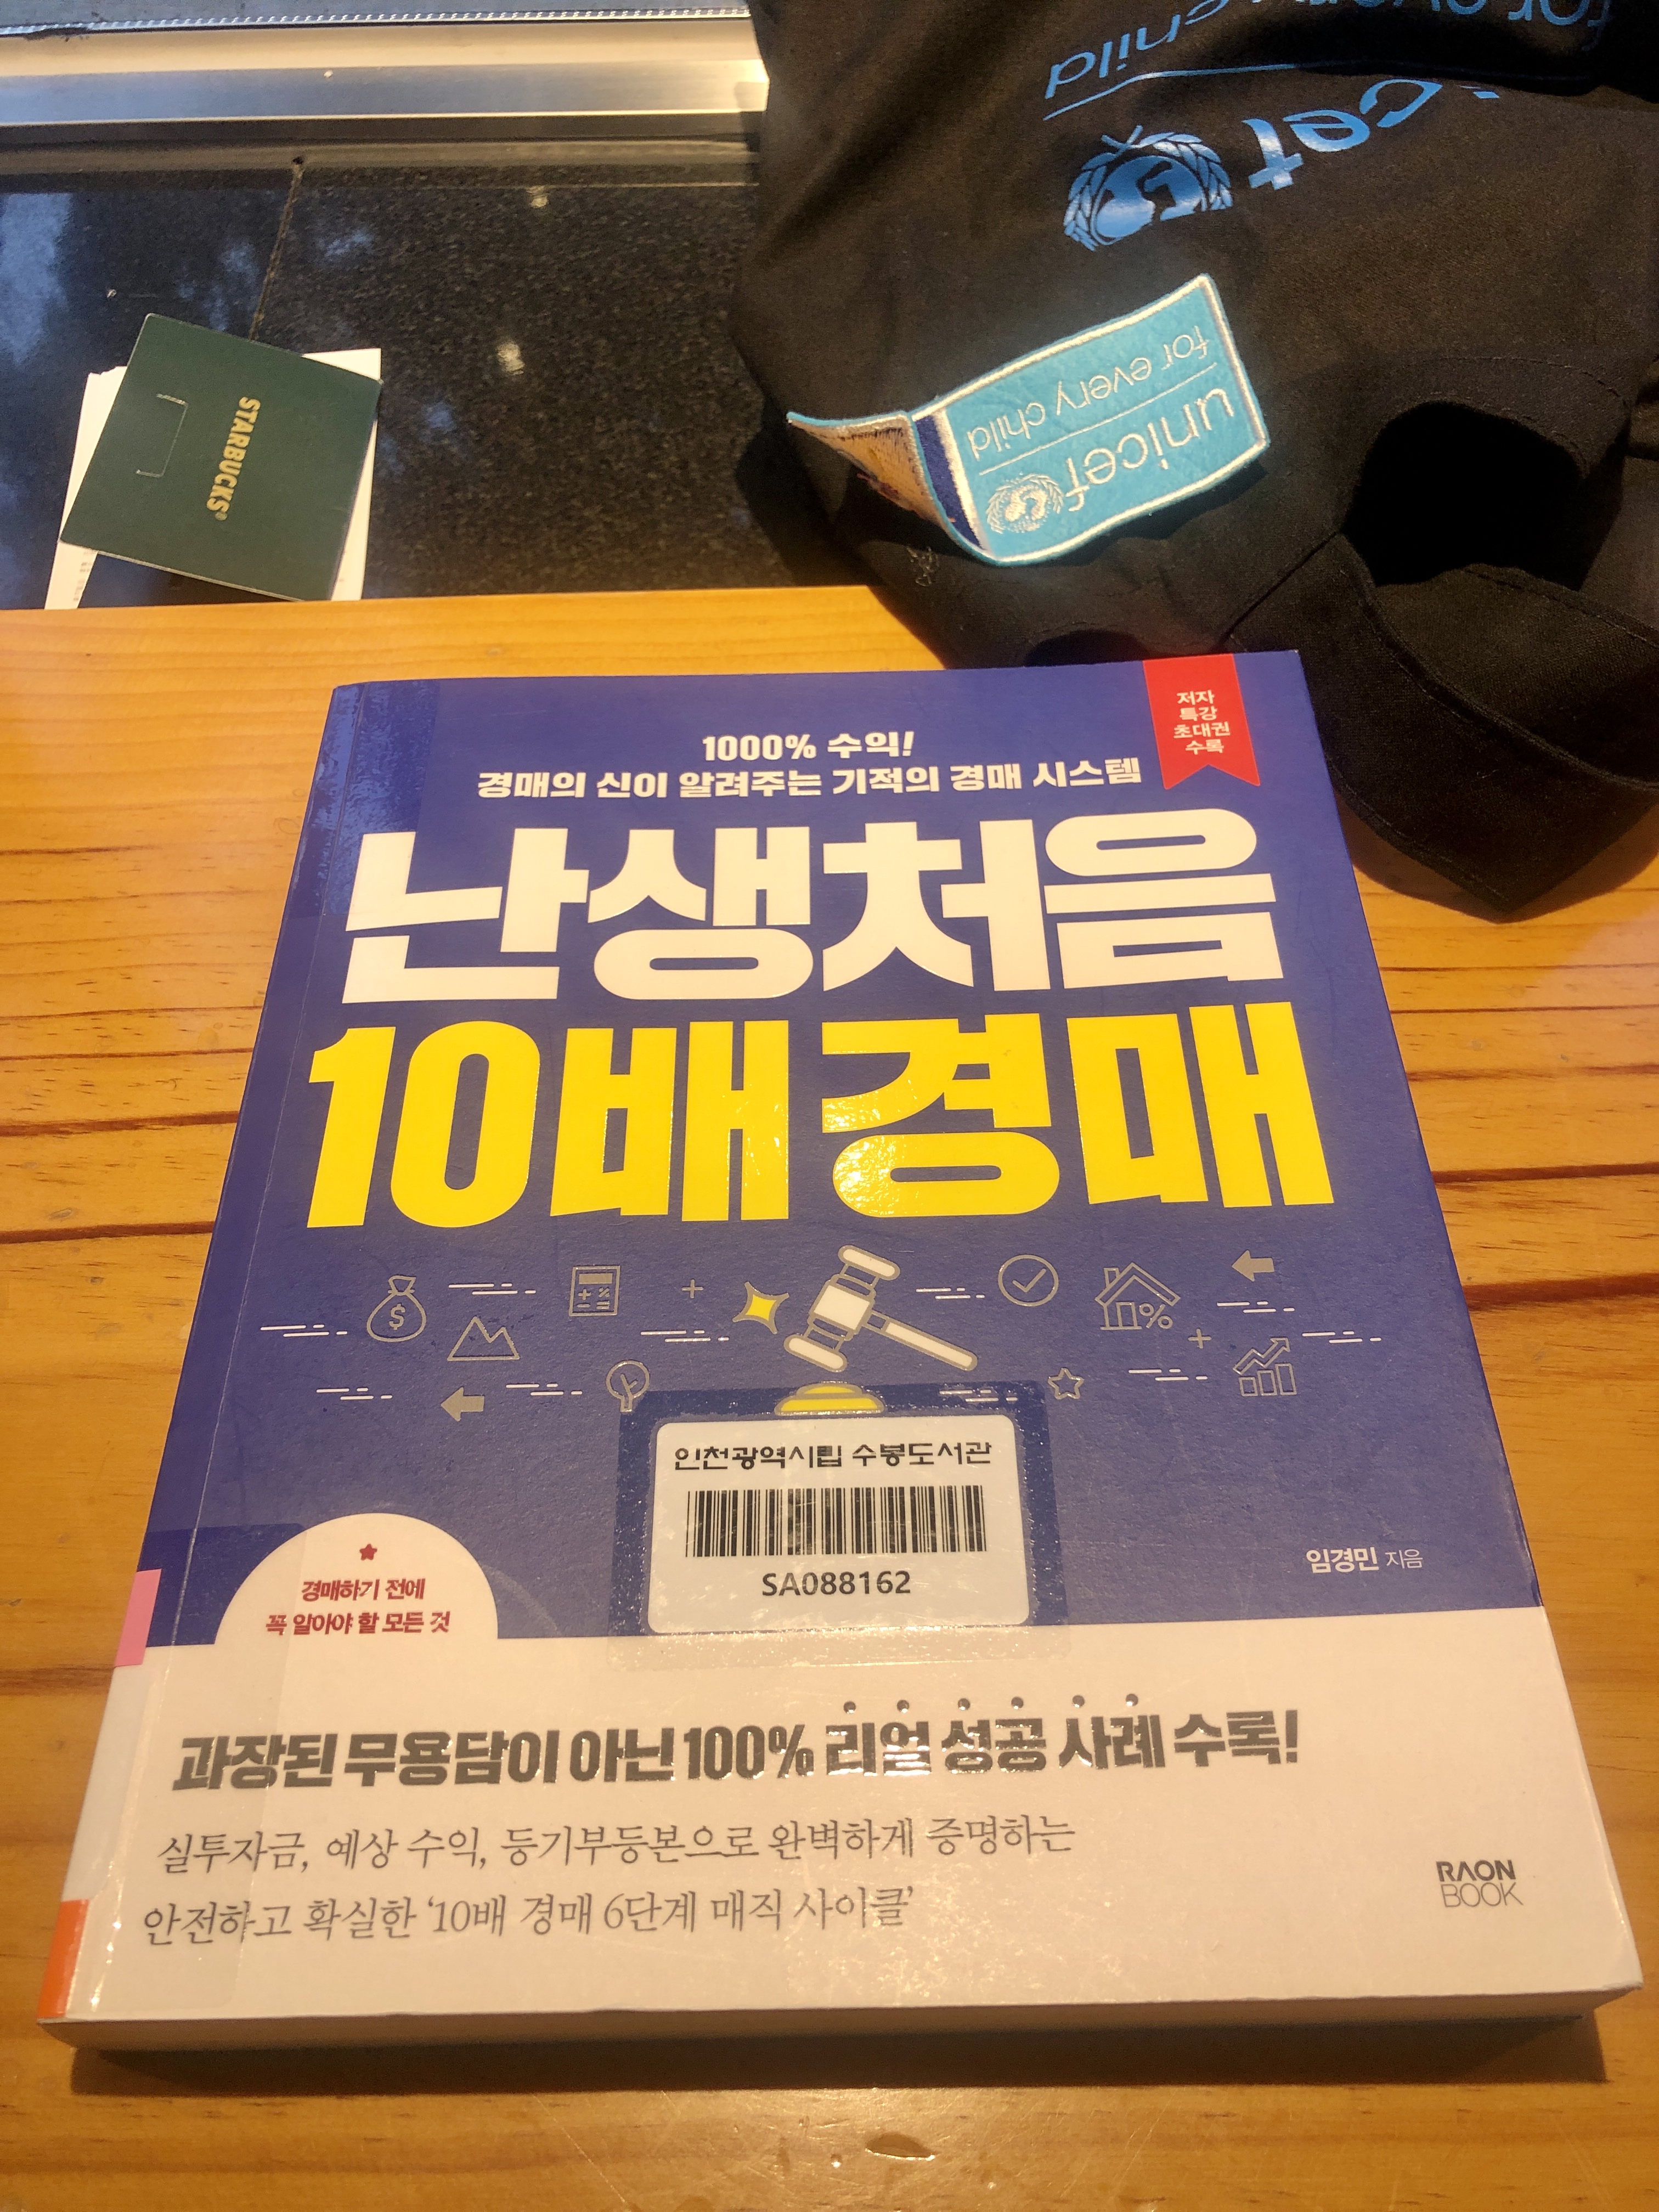 for every
child
icef
for every child
unicef
STARBUCKS
저자
특강
초대권
수록
1000% 수익!
경매의 신이 알려주는 기적의 경매 시스템
난생처음
10배 경매
인천광역시립 수봉도서관
SA088162
임경민 지음
경매하기 전에
꼭 알아야 할 모든 것
과장된 무용담이 아닌 100% 리얼 성공 사례 수록!
실투자금, 예상 수익, 등기부등본으로 완벽하게 증명하는
안전하고 확실한 ‘10배 경매 6단계 매직 사이클’
RAON
BOOK